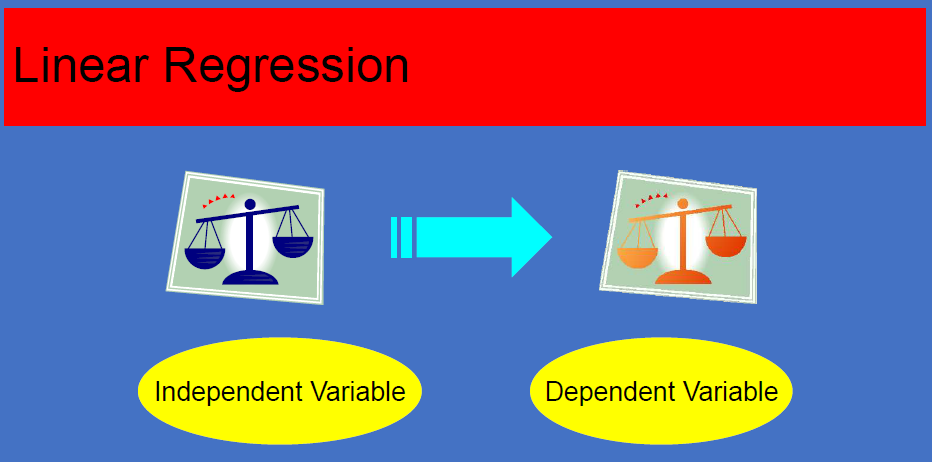 Linear Regression
Independent Variable
Dependent Variable